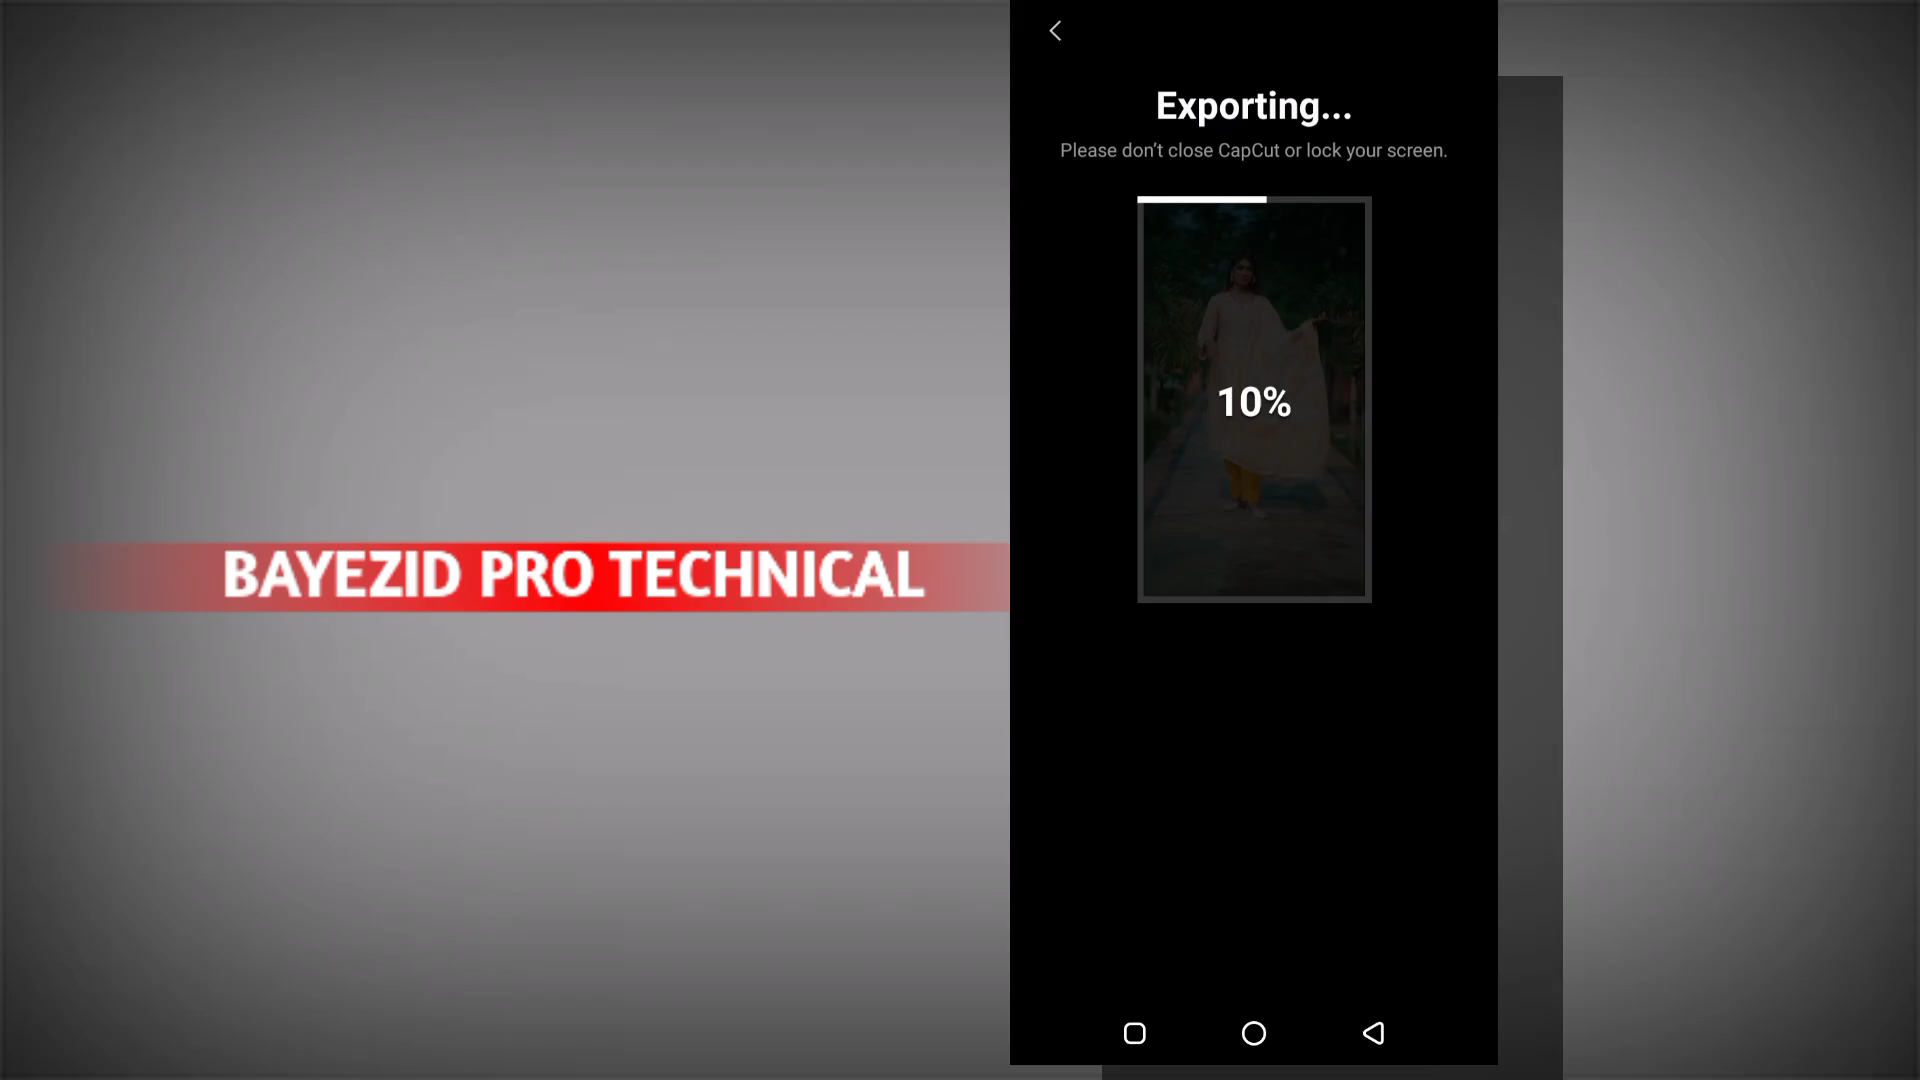 Exporting...
Please don’t close CapCut or lock your screen.
10%
BAYEZID PRO TECHNICAL